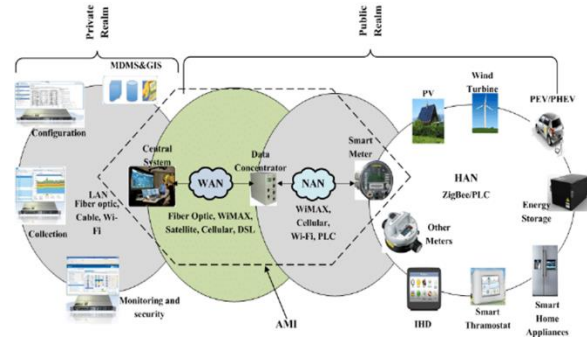 Private
Realm
Public
Realm
MDMS&GIS
Configuration
Central
System
Data
Concentrator
Smart
Meter
PV
Wind
Turbine
PEV/PHEV
WAN
NAN
HAN
ZigBee/PLC
LAN
Fiber optic,
Cable, Wi-
Fi
Collection
Fiber Optic, WiMAX,
Satellite, Cellular, DSL
WiMAX,
Cellular,
Wi-Fi, PLC
Energy
Storage
Other
Meters
Monitoring and
security
AMI
IHD
Smart
Thramostat
Smart
Home
Appliances